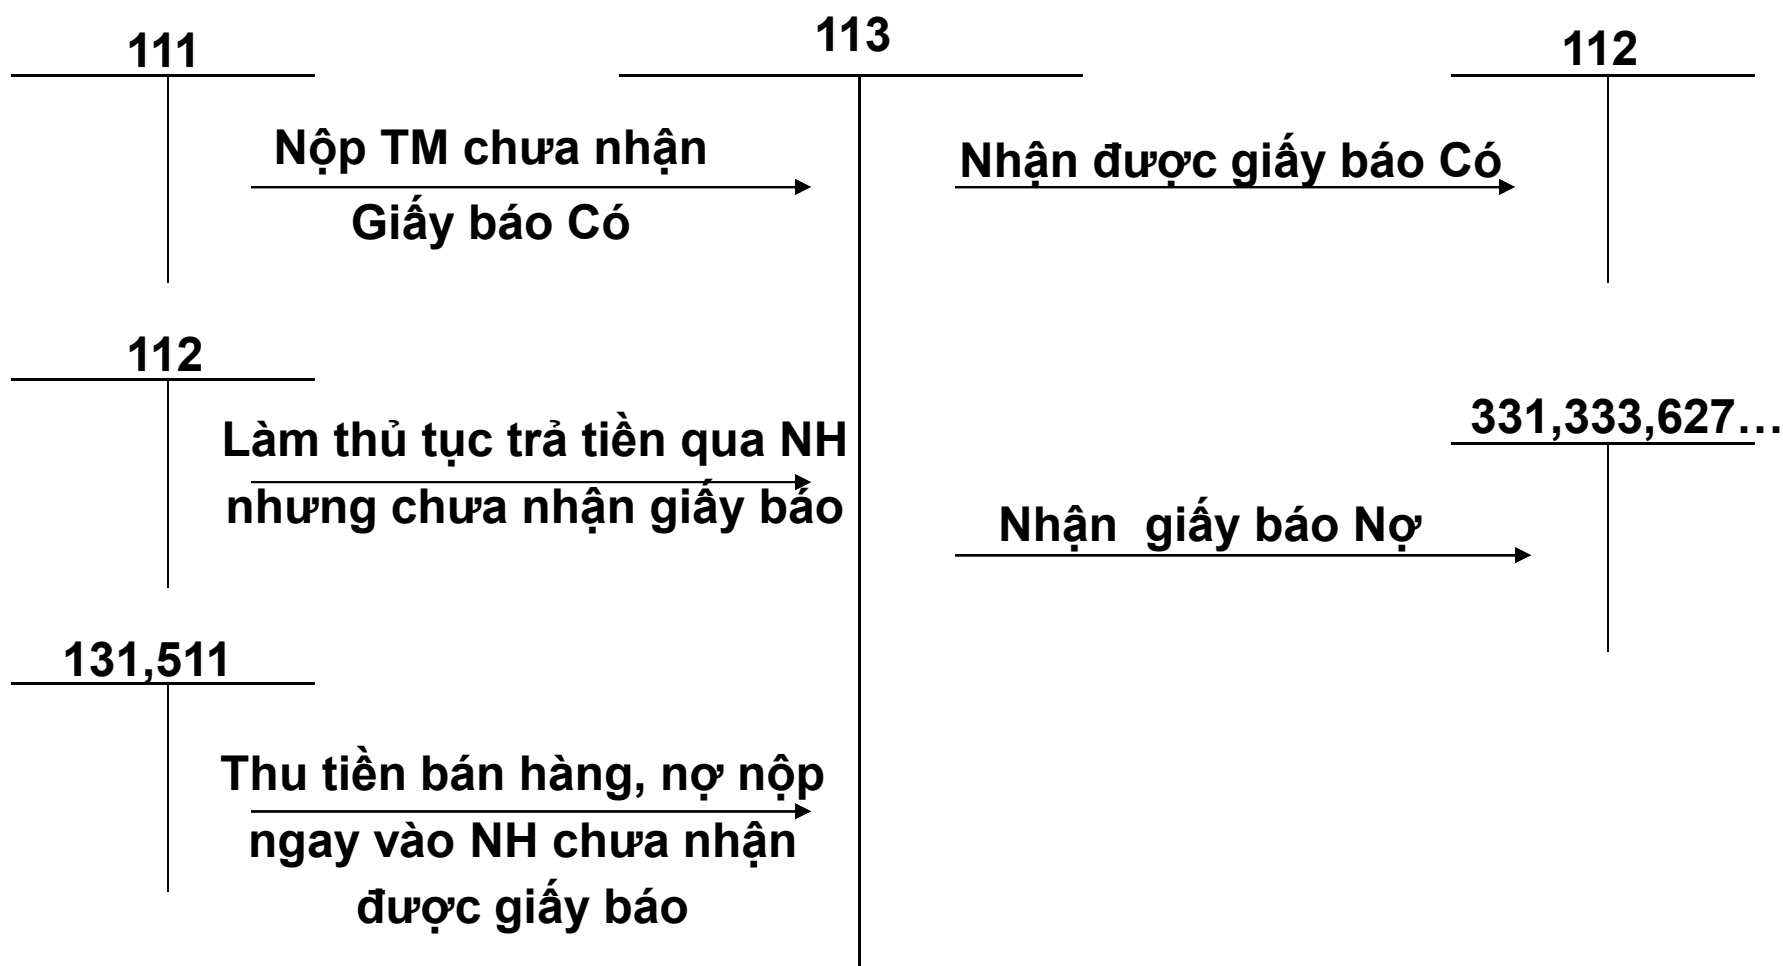 111
113
112
Nộp TM chưa nhận
Giấy báo Có
Nhận được giấy báo Có
112
Làm thủ tục trả tiền qua NH
nhưng chưa nhận giấy báo
331,333,627…
Nhận giấy báo Nợ
131,511
Thu tiền bán hàng, nợ nộp
ngay vào NH chưa nhận
được giấy báo